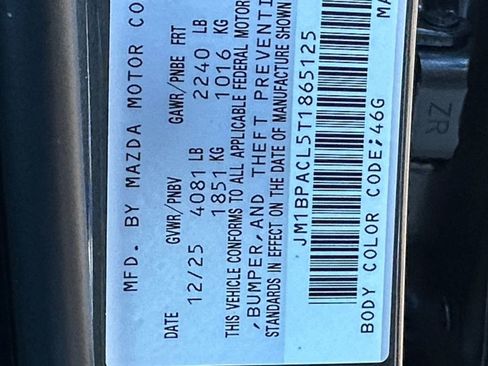 MFD. BY MAZDA MOTOR CO
DATE GVWR/PNBV GAWR/PNBE FRT
12/25 4081 LB 2240 LB
1851 KG 1016 KG
THIS VEHICLE CONFORMS TO ALL APPLICABLE FEDERAL MOTOR
,BUMPER,AND THEFT PREVENTI
STANDARDS IN EFFECT ON THE DATE OF MANUFACTURE SHOWN
JM1BPACL5T1865125 MA
BODY COLOR CODE;46G
ZR